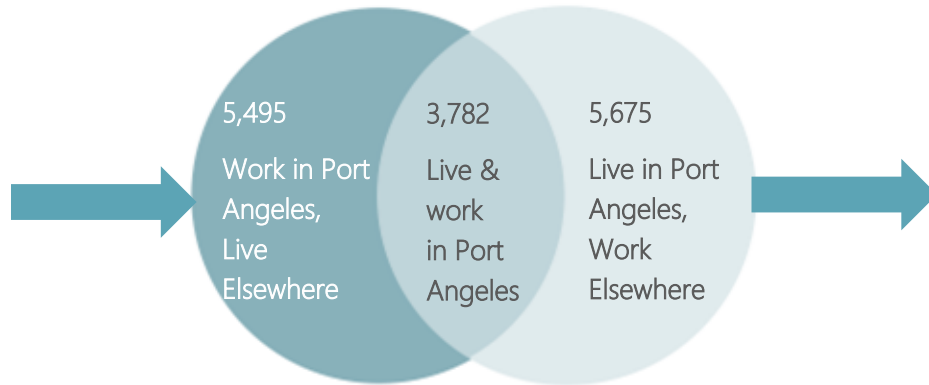 5,495
Work in Port
Angeles,
Live
Elsewhere
3,782
Live &
work
in Port
Angeles
5,675
Live in Port
Angeles,
Work
Elsewhere